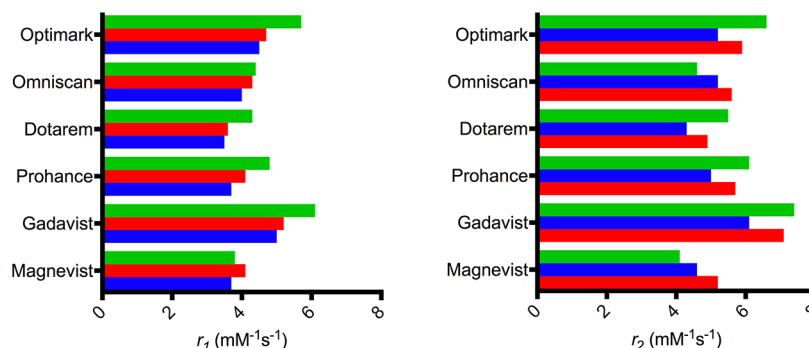 Optimark
Omniscan
Dotarem
Prohance
Gadavist
Magnevist
0 2 4 6 8
r1 (mM-1s-1)
Optimark
Omniscan
Dotarem
Prohance
Gadavist
Magnevist
0 2 4 6 8
r2 (mM-1s-1)